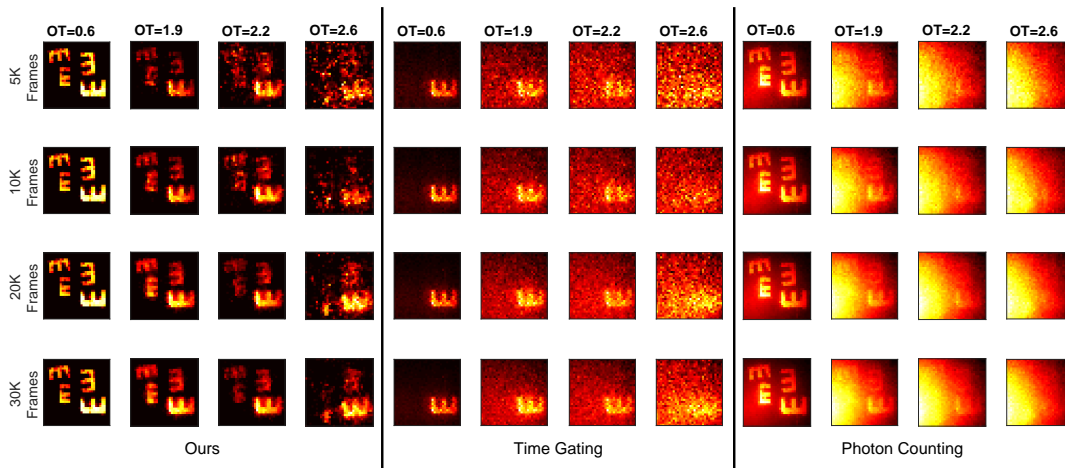 OT=0.6 OT=1.9 OT=2.2 OT=2.6 OT=0.6 OT=1.9 OT=2.2 OT=2.6 OT=0.6 OT=1.9 OT=2.2 OT=2.6
5K
Frames
10K
Frames
20K
Frames
30K
Frames
Ours Time Gating Photon Counting